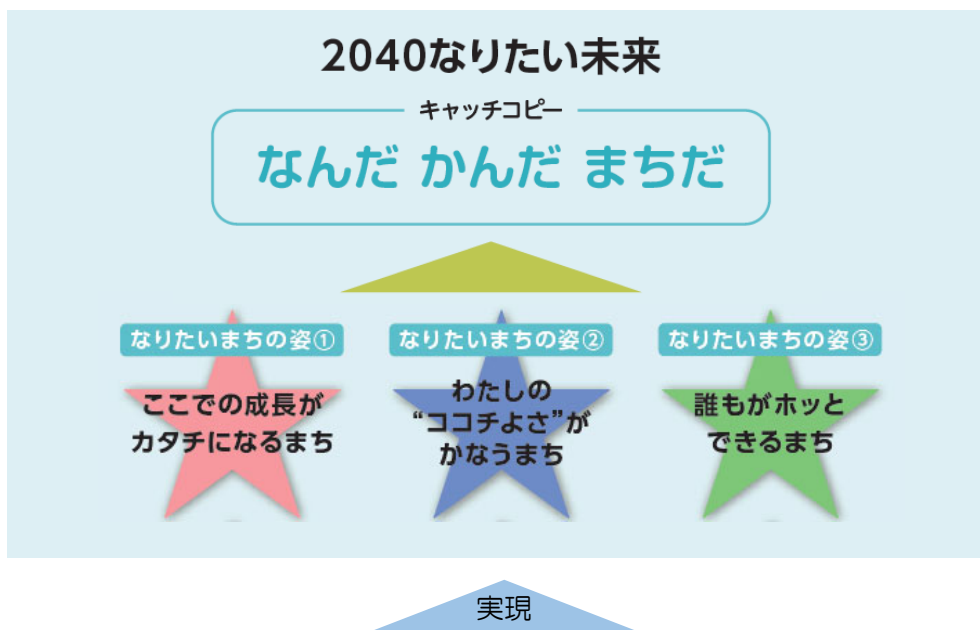 2040なりたい未来
キャッチコピー
なんだ かんだ まちだ
なりたいまちの姿①
ここでの成長が
カタチになるまち
なりたいまちの姿②
わたしの
“ココチよさ”が
かなうまち
なりたいまちの姿③
誰もがホッと
できるまち
実現